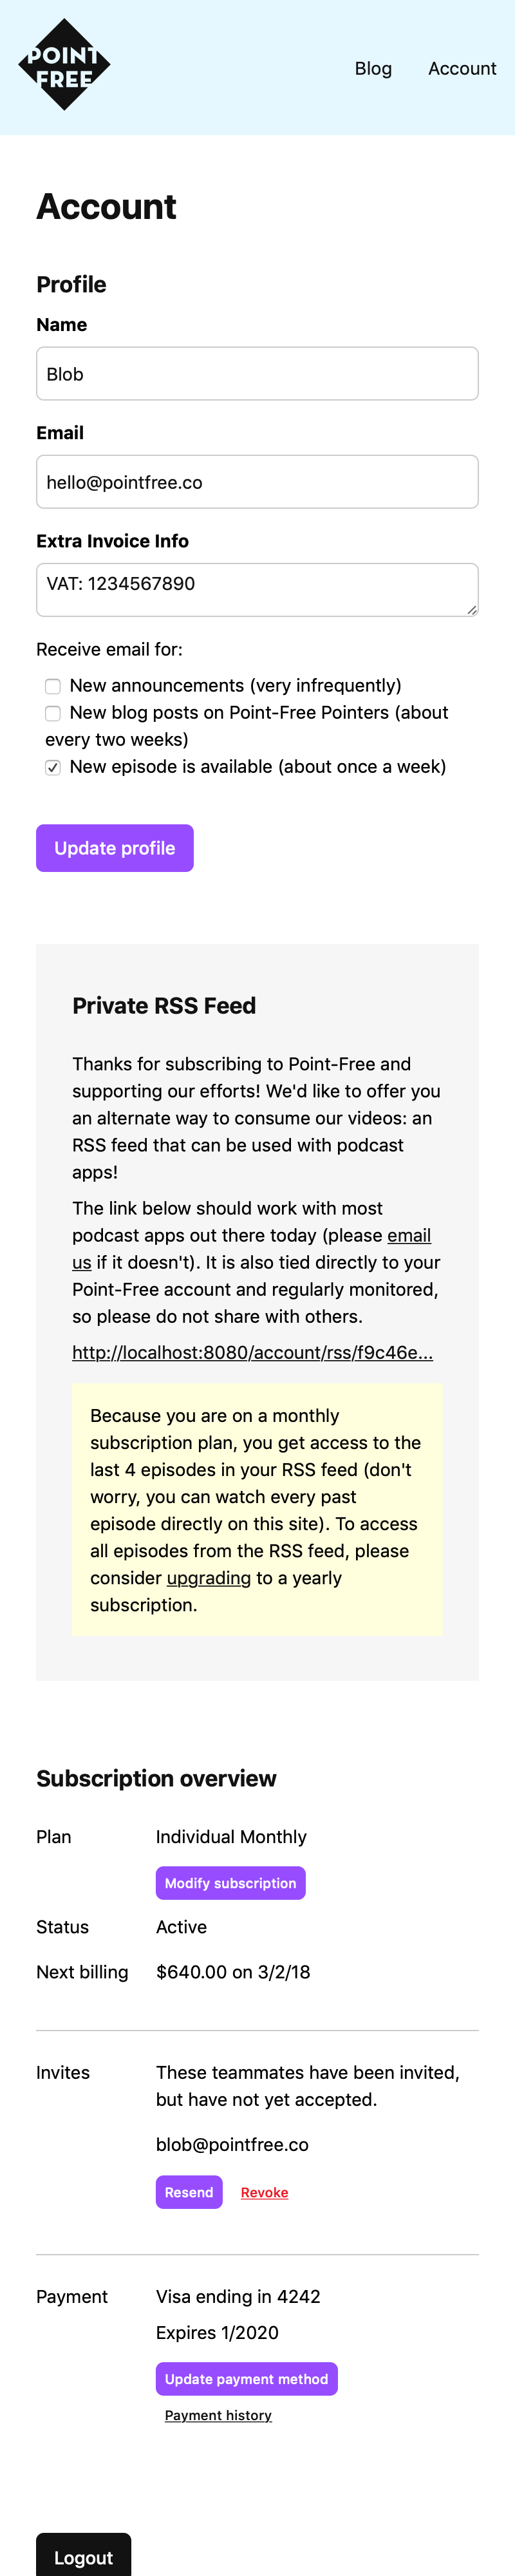 POINT
FREE
Blog
Account
Account
Profile
Name
Blob
Email
hello@pointfree.co
Extra Invoice Info
VAT: 1234567890
Receive email for:
New announcements (very infrequently)
New blog posts on Point-Free Pointers (about
every two weeks)
New episode is available (about once a week)
Update profile
Private RSS Feed
Thanks for subscribing to Point-Free and
supporting our efforts! We'd like to offer you
an alternate way to consume our videos: an
RSS feed that can be used with podcast
apps!
The link below should work with most
podcast apps out there today (please email
us if it doesn't). It is also tied directly to your
Point-Free account and regularly monitored,
so please do not share with others.
http://localhost:8080/account/rss/f9c46e...
Because you are on a monthly
subscription plan, you get access to the
last 4 episodes in your RSS feed (don't
worry, you can watch every past
episode directly on this site). To access
all episodes from the RSS feed, please
consider upgrading to a yearly
subscription.
Subscription overview
Plan
Individual Monthly
Modify subscription
Status
Active
Next billing
$640.00 on 3/2/18
Invites
These teammates have been invited,
but have not yet accepted.
blob@pointfree.co
Resend
Revoke
Payment
Visa ending in 4242
Expires 1/2020
Update payment method
Payment history
Logout